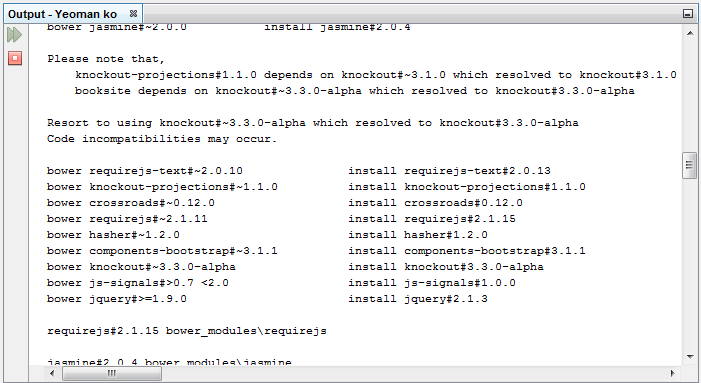 Output - Yeoman ko
bower jasmine#~2.0.0 install jasmine#2.0.4
Please note that,
knockout-projections#1.1.0 depends on knockout#~3.1.0 which resolved to knockout#3.1.0
booksite depends on knockout#~3.3.0-alpha which resolved to knockout#3.3.0-alpha
Resort to using knockout#~3.3.0-alpha which resolved to knockout#3.3.0-alpha
Code incompatibilities may occur.
bower requirejs-text#~2.0.10 install requirejs-text#2.0.13
bower knockout-projections#~1.1.0 install knockout-projections#1.1.0
bower crossroads#~0.12.0 install crossroads#0.12.0
bower requirejs#~2.1.11 install requirejs#2.1.15
bower hasher#~1.2.0 install hasher#1.2.0
bower components-bootstrap#~3.1.1 install components-bootstrap#3.1.1
bower knockout#~3.3.0-alpha install knockout#3.3.0-alpha
bower js-signals#>0.7 <2.0 install js-signals#1.0.0
bower jquery#>=1.9.0 install jquery#2.1.3
requirejs#2.1.15 bower_modules\requirejs
jasmine#2.0.4 bower_modules\jasmine